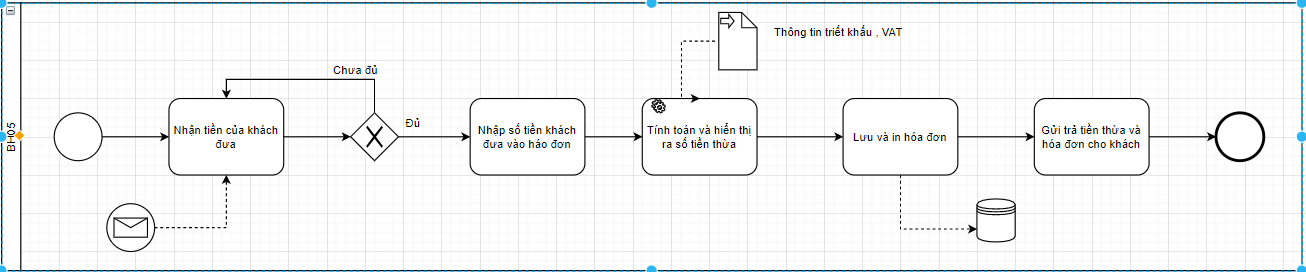 Thông tin triết khấu , VAT
Chưa đủ
BH05
Nhận tiền của khách
đưa
Đủ
Nhập số tiền khách
đưa vào háo đơn
Tính toán và hiển thị
ra số tiền thừa
Lưu và in hóa đơn
Gửi trả tiền thừa và
hóa đơn cho khách